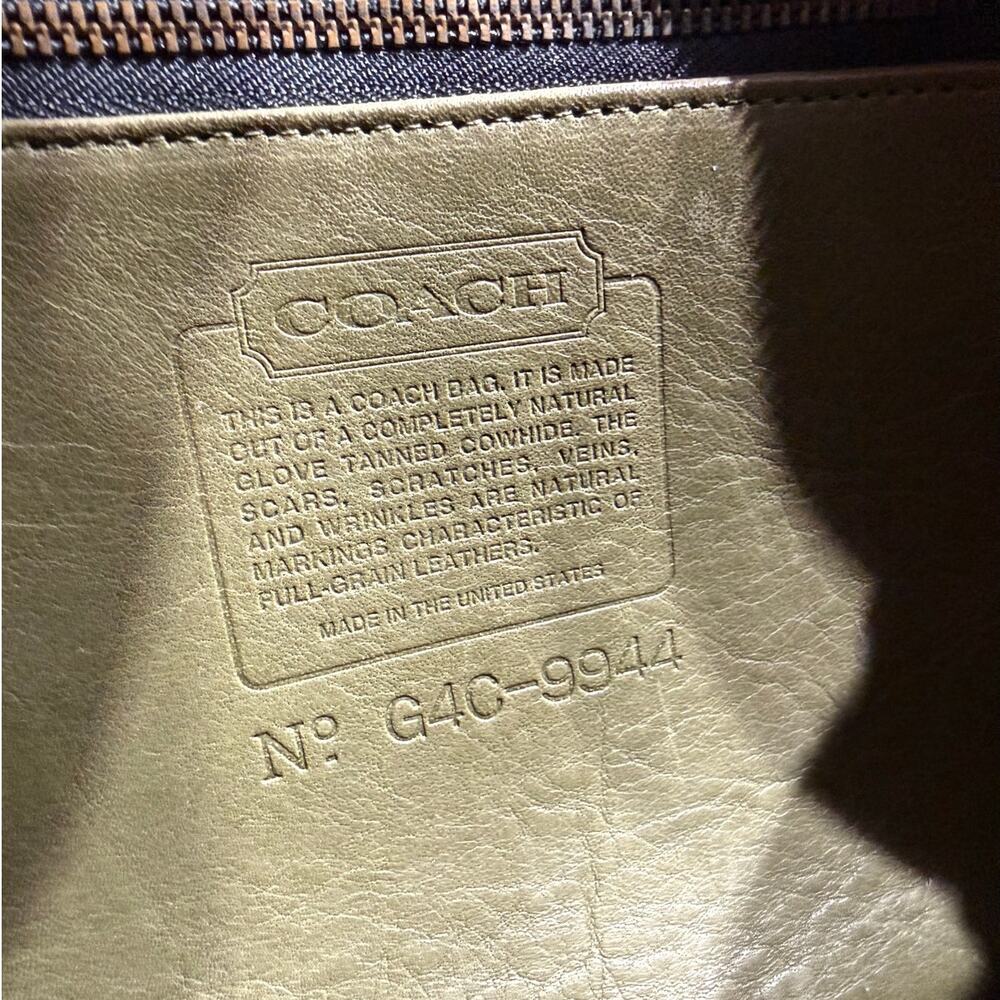 COACH
THIS IS A COACH BAG. IT IS MADE
OUT OF A COMPLETELY NATURAL
GLOVE TANNED COWHIDE. THE
SCARS, SCRATCHES, VEINS,
AND WRINKLES ARE NATURAL
MARKINGS CHARACTERISTIC OF
FULL-GRAIN LEATHERS.
MADE IN THE UNITED STATES
Nº G4C-9944